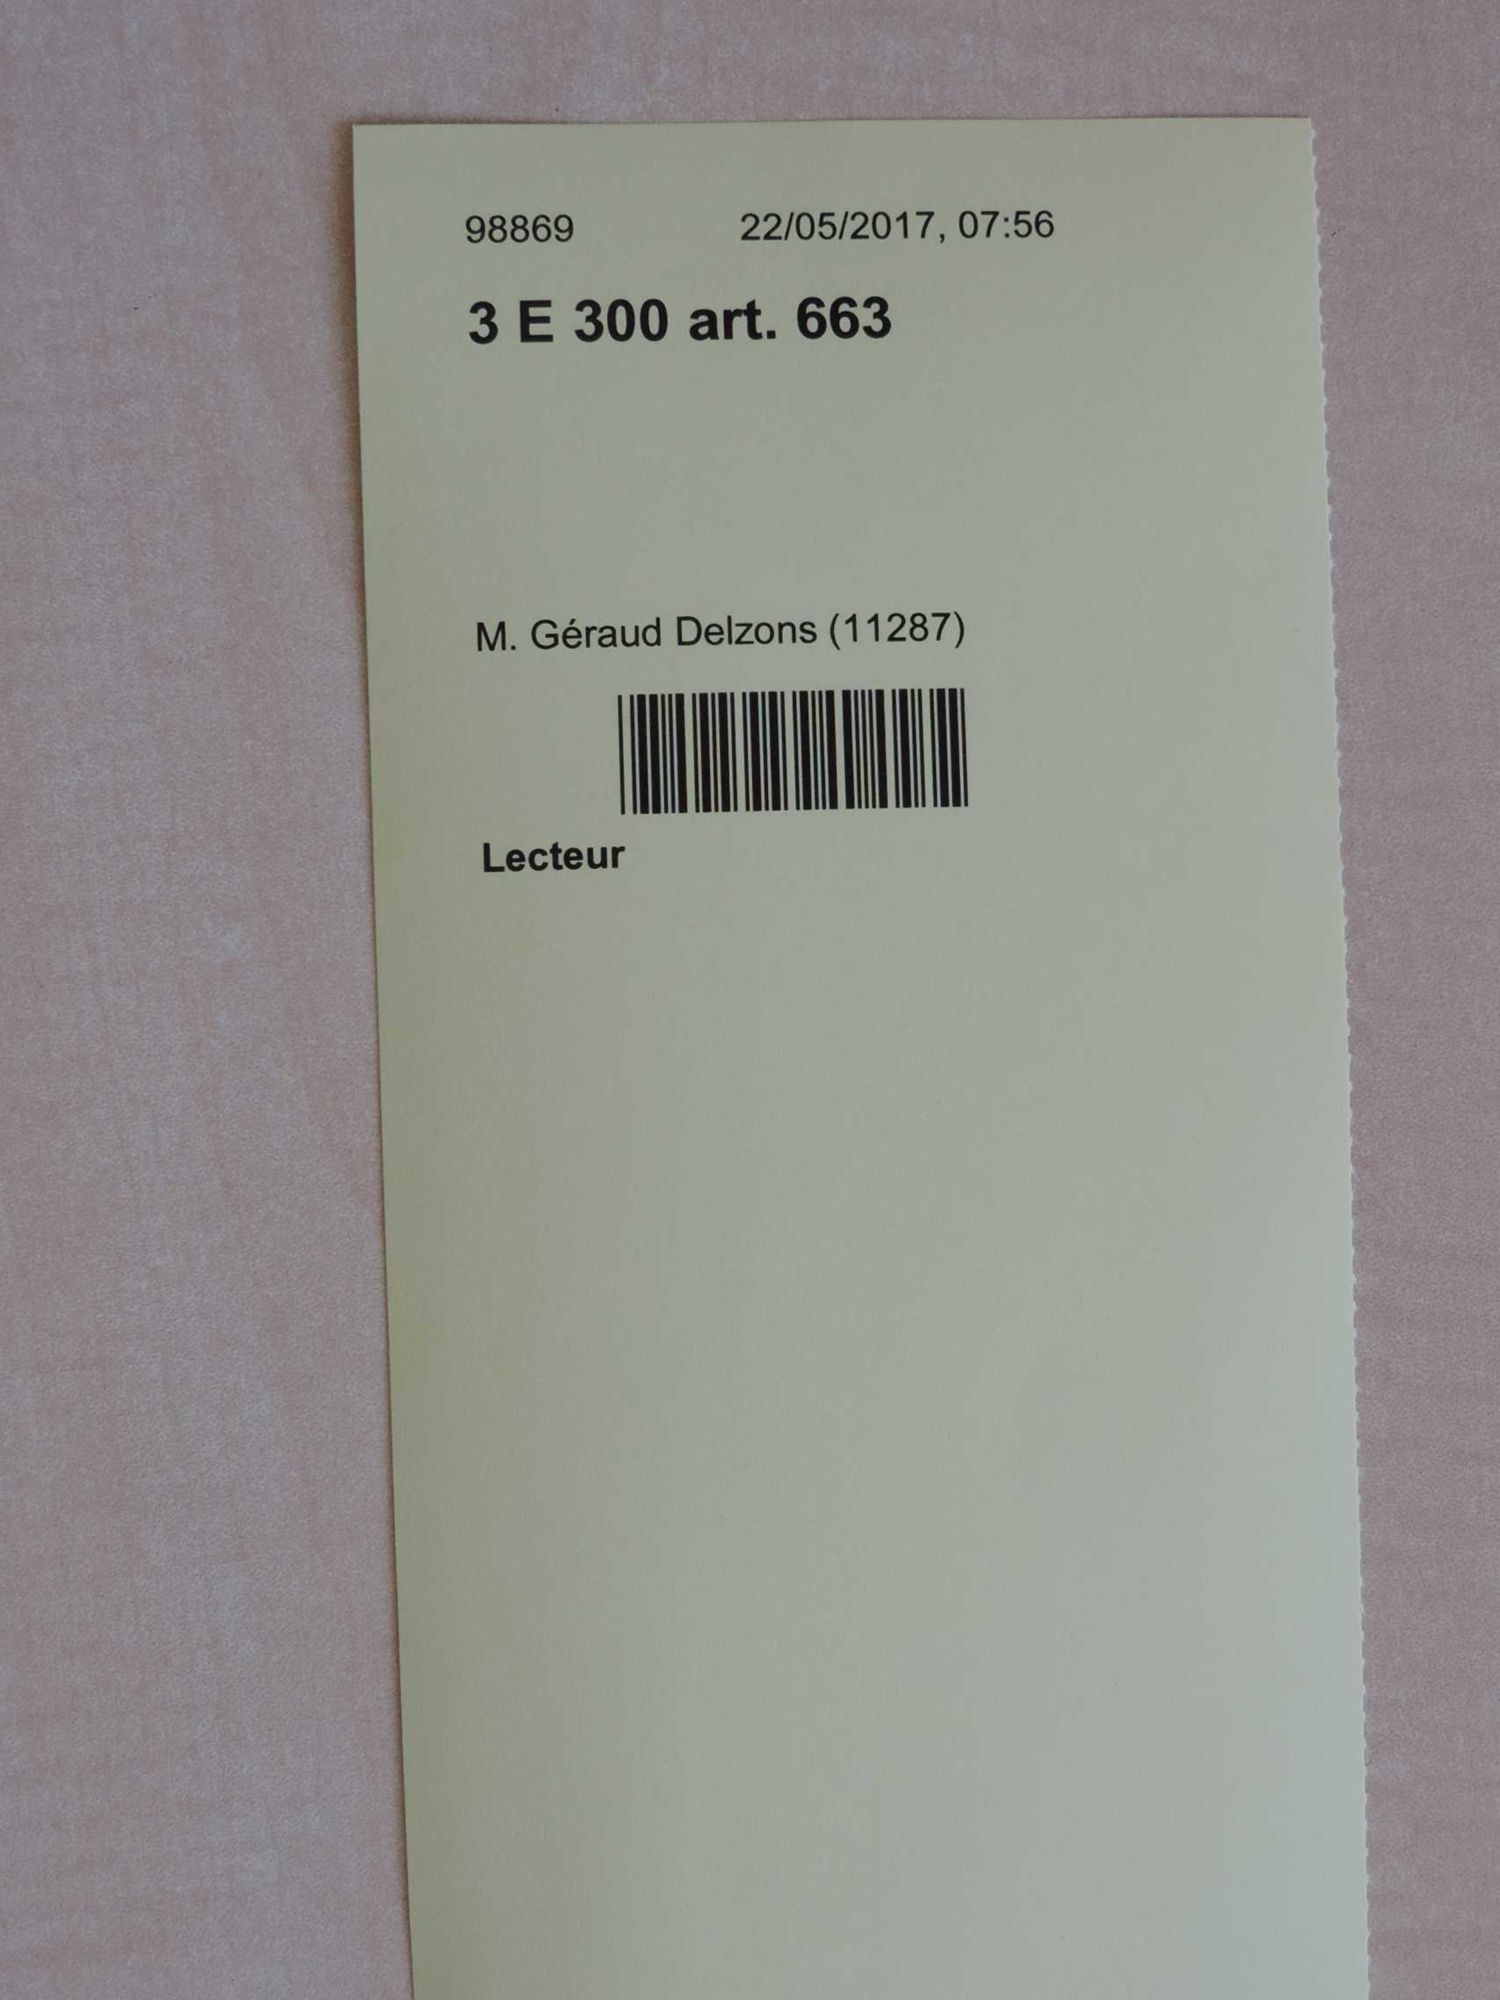 98869 22/05/2017, 07:56
3 E 300 art. 663
M. Géraud Delzons (11287)
Lecteur